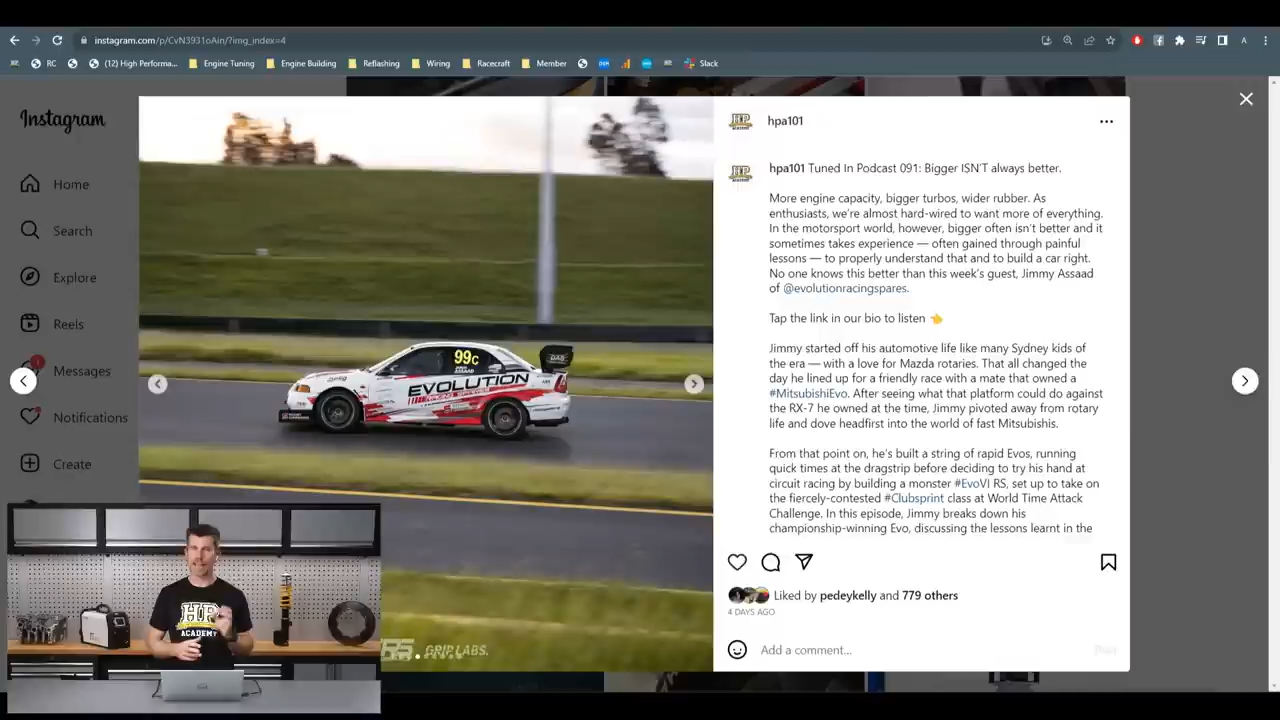 instagram.com/p/CvN3931oAin/?img_index=4
RC
(12) High Performa...
Engine Tuning
Engine Building
Reflashing
Wiring
Racecraft
Member
Slack
Instagram
Home
Search
Explore
Reels
Messages
Notifications
Create
hpa101
hpa101 Tuned In Podcast 091: Bigger ISN'T always better.
More engine capacity, bigger turbos, wider rubber. As
enthusiasts, we're almost hard-wired to want more of everything.
In the motorsport world, however, bigger often isn't better and it
sometimes takes experience — often gained through painful
lessons — to properly understand that and to build a car right.
No one knows this better than this week's guest, Jimmy Assaad
of @evolutionracingspares.
Tap the link in our bio to listen 👈
Jimmy started off his automotive life like many Sydney kids of
the era — with a love for Mazda rotaries. That all changed the
day he lined up for a friendly race with a mate that owned a
#MitsubishiEvo. After seeing what that platform could do against
the RX-7 he owned at the time, Jimmy pivoted away from rotary
life and dove headfirst into the world of fast Mitsubishis.
From that point on, he's built a string of rapid Evos, running
quick times at the dragstrip before deciding to try his hand at
circuit racing by building a monster #EvoVI RS, set up to take on
the fiercely-contested #Clubsprint class at World Time Attack
Challenge. In this episode, Jimmy breaks down his
championship-winning Evo, discussing the lessons learnt in the
Liked by pedeykelly and 779 others
4 DAYS AGO
Add a comment...
Post
99c
EVOLUTION
GRIP LABS.
HP
ACADEMY